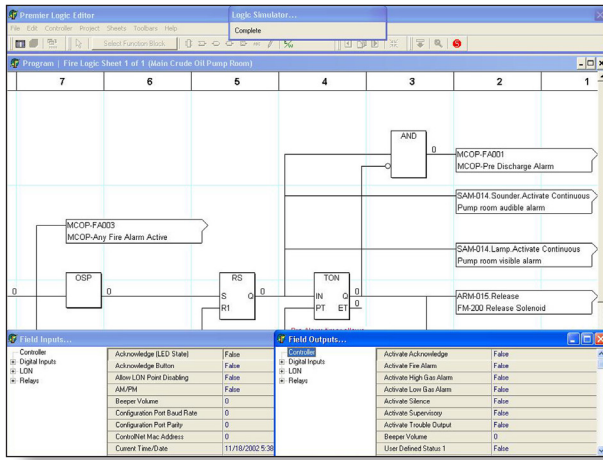 Premier Logic Editor
Logic Simulator...
File Edit Controller Project Sheets Toolbars Help
Complete
Select Function Block
Program | Fire Logic Sheet 1 of 1 (Main Crude Oil Pump Room)
7 6 5 4 3 2 1
AND
0
MCOP-FA001
MCOP-Pre Discharge Alarm
SAM-014.Sounder.Activate Continuous
Pump room audible alarm
MCOP-FA003
MCOP-Any Fire Alarm Active
SAM-014.Lamp.Activate Continuous
Pump room visible alarm
OSP
RS
TON
0
0
S Q
0
IN Q
0
ARM-015.Release
R1
PT ET
0
FM-200 Release Solenoid
Field Inputs...
Controller
Digital Inputs
LON
Relays
Acknowledge (LED State) False
Acknowledge Button False
Allow LON Point Disabling False
AM/PM False
Beeper Volume 0
Configuration Port Baud Rate 0
Configuration Port Parity 0
ControlNet Mac Address 0
Current Time/Date 11/18/2002 5:38
Field Outputs...
Controller
Digital Inputs
LON
Relays
Activate Acknowledge False
Activate Fire Alarm False
Activate High Gas Alarm False
Activate Low Gas Alarm False
Activate Silence False
Activate Supervisory False
Activate Trouble Output False
Beeper Volume 0
User Defined Status 1 False